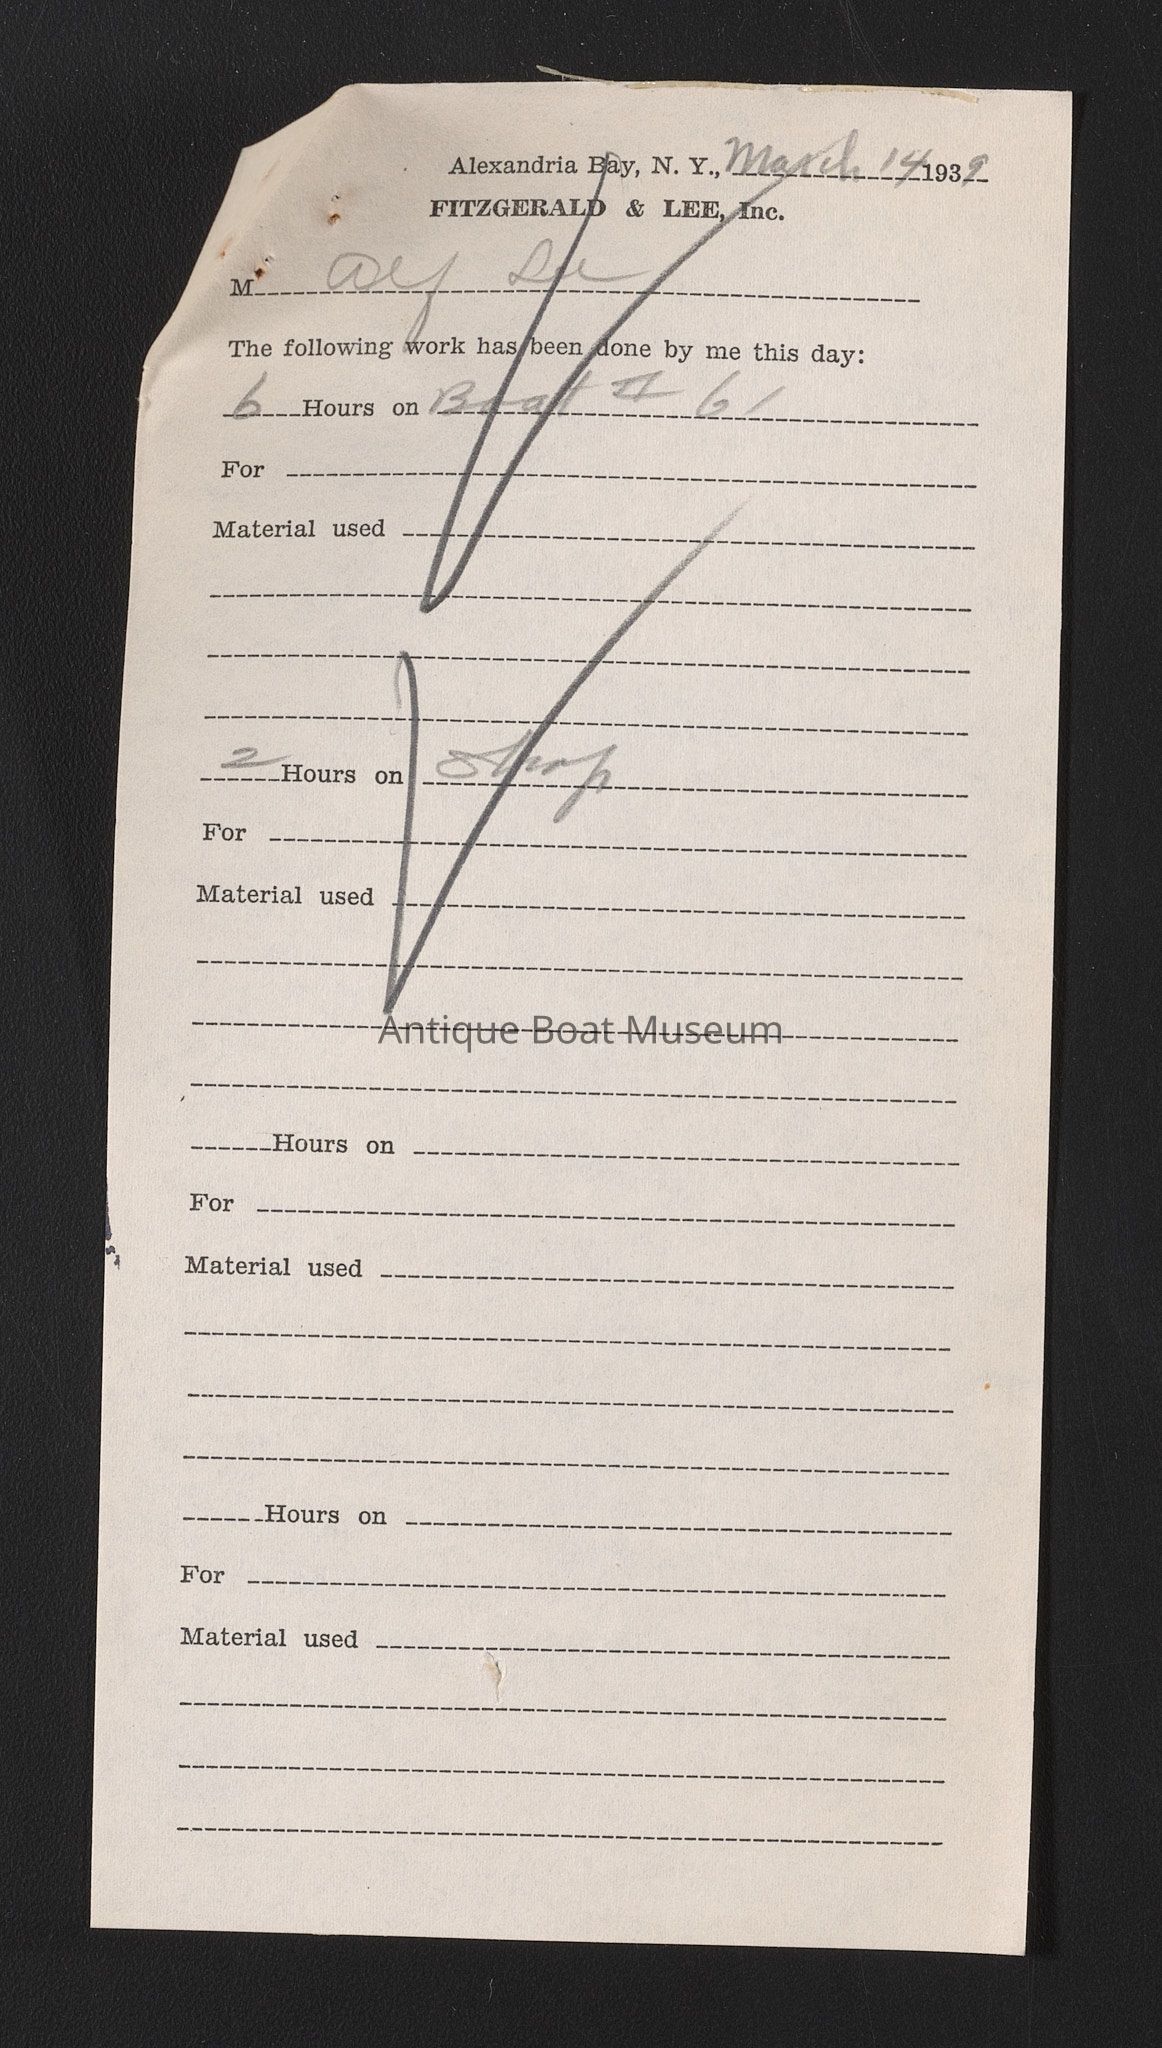 Alexandria Bay, N. Y., March 14 1939
FITZGERALD & LEE, Inc.
M Alf Lee
The following work has been done by me this day:
6 Hours on Boat # 61
For
Material used
2 Hours on Shop
For
Material used
Antique Boat Museum
Hours on
For
Material used
Hours on
For
Material used